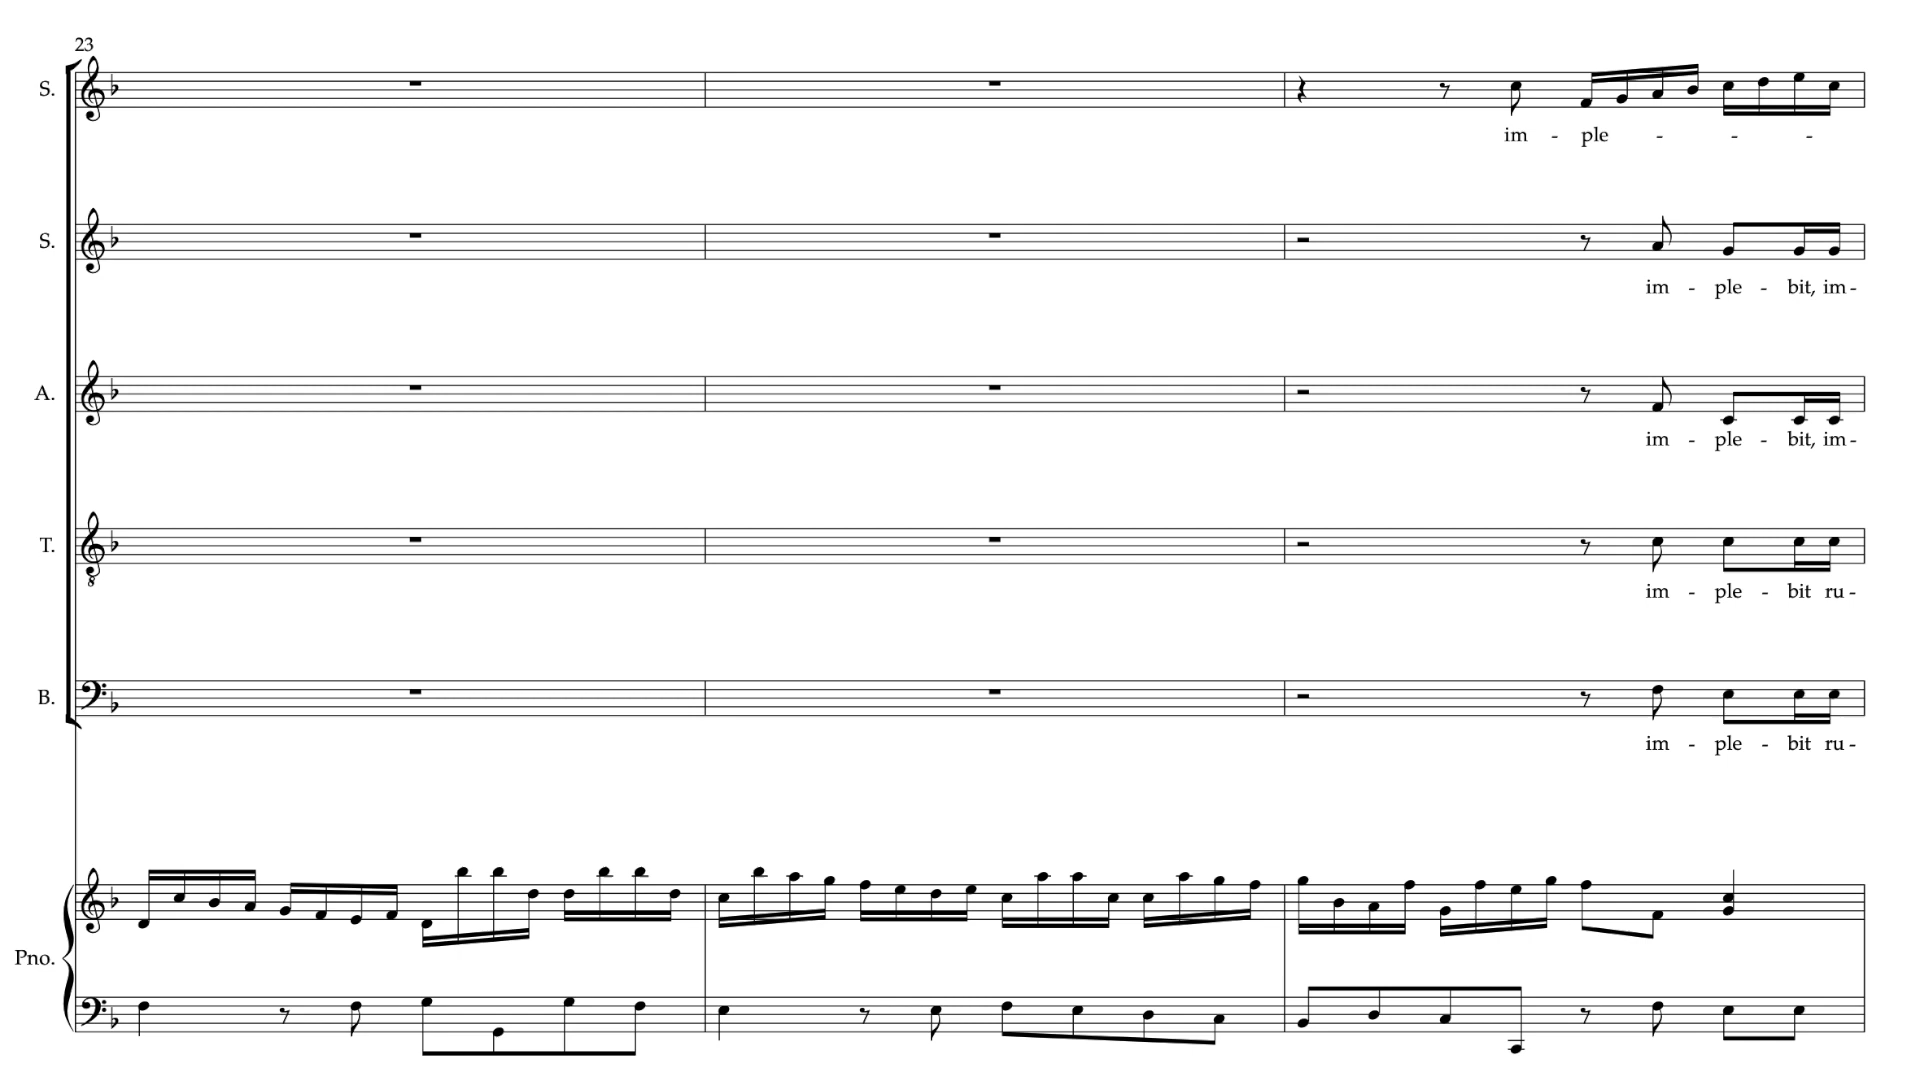 23
S.
im - ple - - -
S.
im - ple - bit, im -
A.
im - ple - bit, im -
T.
im - ple - bit ru -
B.
im - ple - bit ru -
Pno.